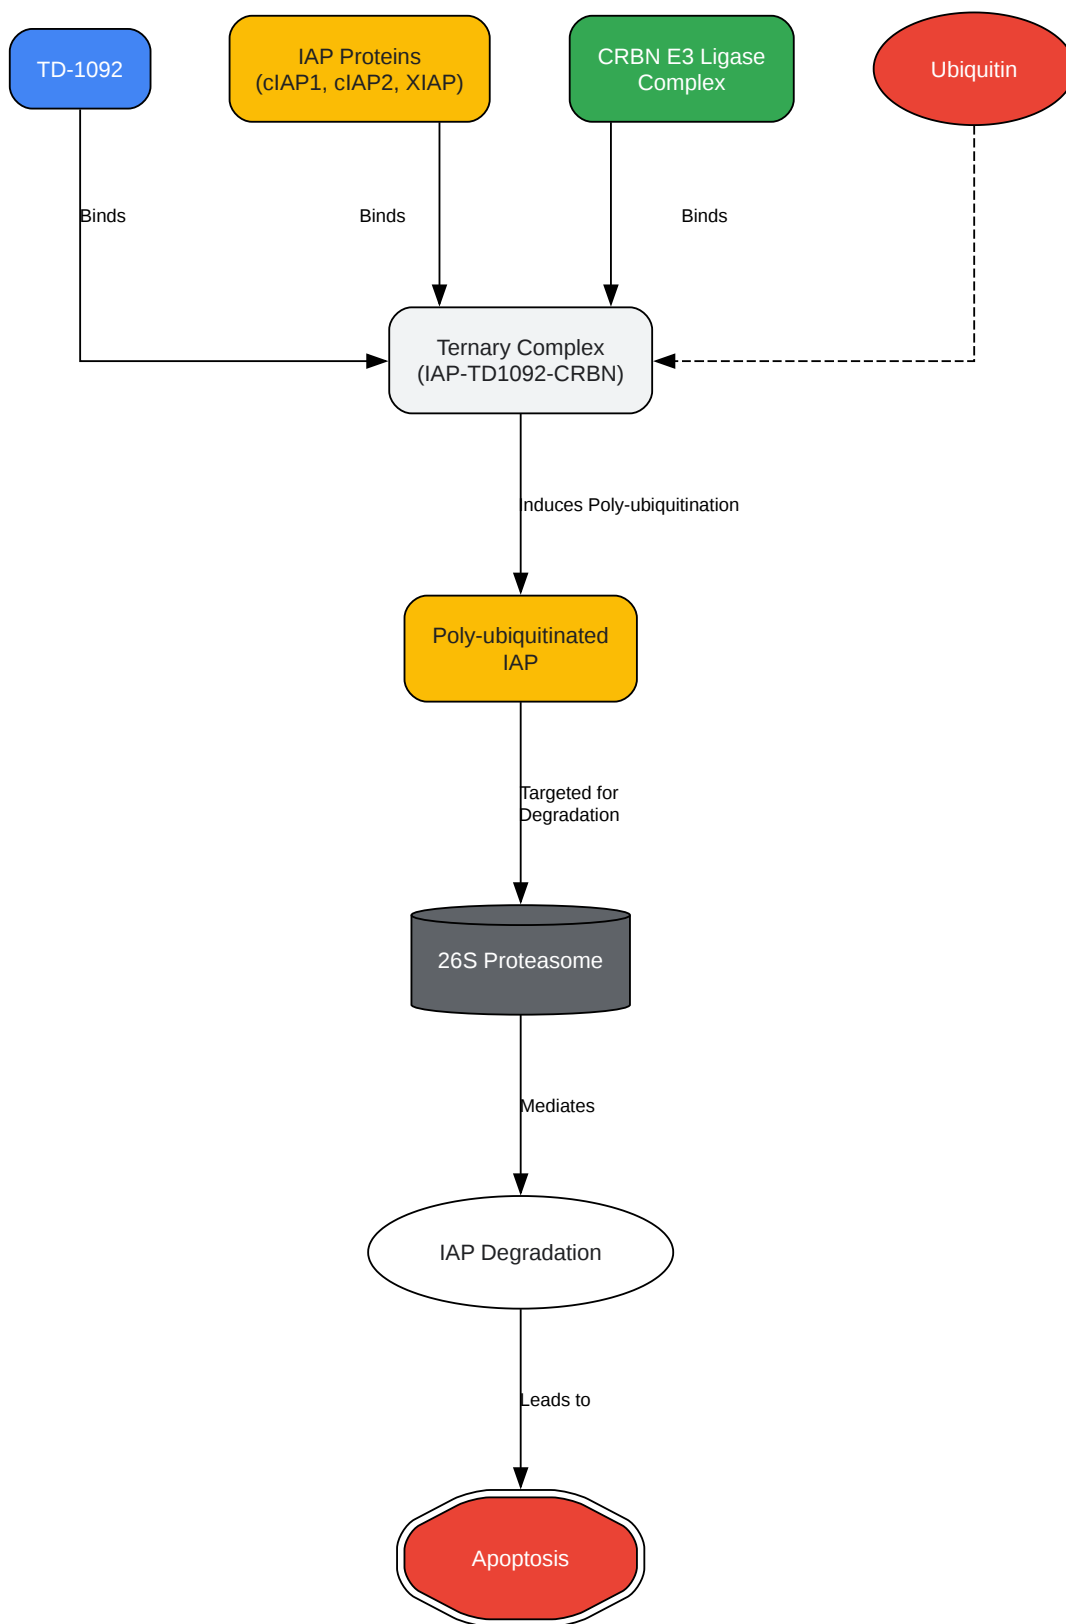 TD-1092
IAP Proteins
(cIAP1, cIAP2, XIAP)
CRBN E3 Ligase
Complex
Ubiquitin
Binds
Binds
Binds
Ternary Complex
(IAP-TD1092-CRBN)
Induces Poly-ubiquitination
Poly-ubiquitinated
IAP
Targeted for
Degradation
26S Proteasome
Mediates
IAP Degradation
Leads to
Apoptosis